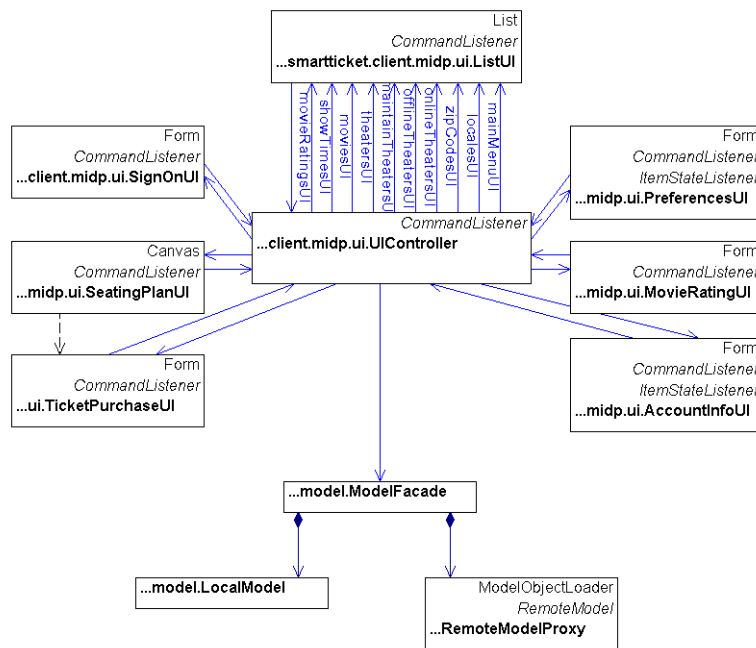 List
CommandListener
...smartticket.client.midp.ui.ListUI
movieRatingsUI
showTimesUI
moviesUI
theatersUI
maintainTheatersUI
offlineTheatersUI
onlineTheatersUI
zipCodesUI
localesUI
mainMenuUI
Form
CommandListener
...client.midp.ui.SignOnUI
Form
CommandListener
ItemStateListener
...midp.ui.PreferencesUI
CommandListener
...client.midp.ui.UIController
Canvas
CommandListener
...midp.ui.SeatingPlanUI
Form
CommandListener
...midp.ui.MovieRatingUI
Form
CommandListener
...ui.TicketPurchaseUI
Form
CommandListener
ItemStateListener
...midp.ui.AccountInfoUI
...model.ModelFacade
...model.LocalModel
ModelObjectLoader
RemoteModel
...RemoteModelProxy